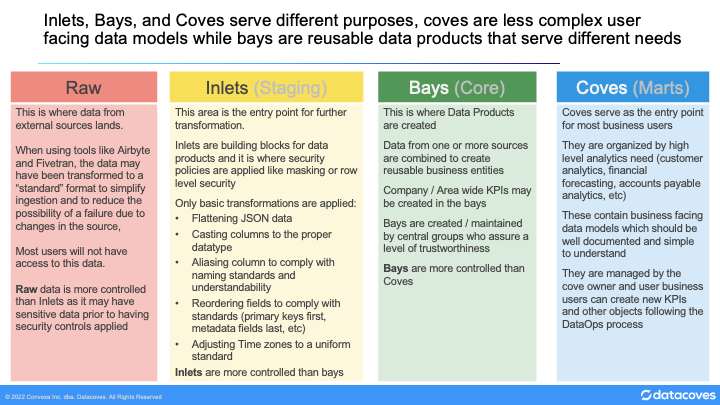 Inlets, Bays, and Coves serve different purposes, coves are less complex user
facing data models while bays are reusable data products that serve different needs
Raw
This is where data from
external sources lands.
When using tools like Airbyte
and Fivetran, the data may
have been transformed to a
“standard” format to simplify
ingestion and to reduce the
possibility of a failure due to
changes in the source,
Most users will not have
access to this data.
Raw data is more controlled
than Inlets as it may have
sensitive data prior to having
security controls applied
Inlets (Staging)
This area is the entry point for further
transformation.
Inlets are building blocks for data
products and it is where security
policies are applied like masking or row
level security
Only basic transformations are applied:
• Flattening JSON data
• Casting columns to the proper
datatype
• Aliasing column to comply with
naming standards and
understandability
• Reordering fields to comply with
standards (primary keys first,
metadata fields last, etc)
• Adjusting Time zones to a uniform
standard
Inlets are more controlled than bays
Bays (Core)
This is where Data Products
are created
Data from one or more sources
are combined to create
reusable business entities
Company / Area wide KPIs may
be created in the bays
Bays are created / maintained
by central groups who assure a
level of trustworthiness
Bays are more controlled than
Coves
Coves (Marts)
Coves serve as the entry point
for most business users
They are organized by high
level analytics need (customer
analytics, financial
forecasting, accounts payable
analytics, etc)
These contain business facing
data models which should be
well documented and simple
to understand
They are managed by the
cove owner and user business
users can create new KPIs
and other objects following the
DataOps process
© 2022 Convexa Inc. dba. Datacoves. All Rights Reserved
datacoves